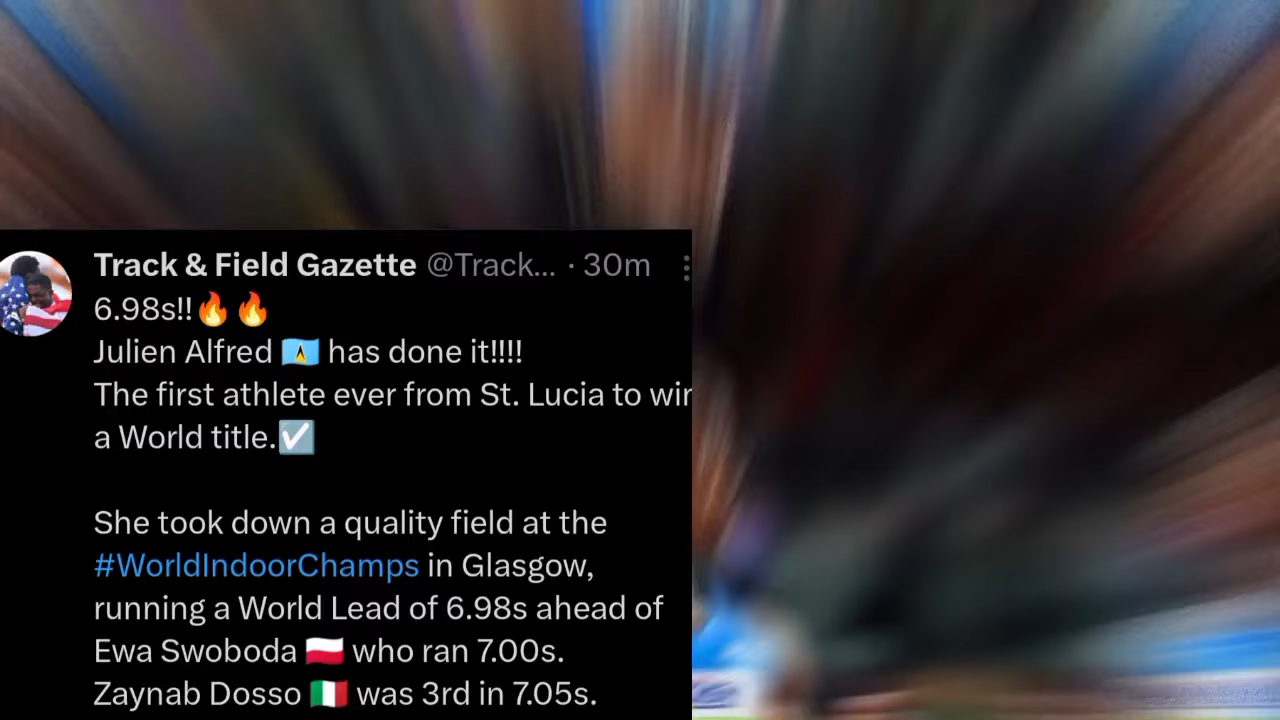 Track & Field Gazette @Track... · 30m
6.98s!!🔥🔥
Julien Alfred 🇱🇨 has done it!!!!
The first athlete ever from St. Lucia to win
a World title.☑️
She took down a quality field at the
#WorldIndoorChamps in Glasgow,
running a World Lead of 6.98s ahead of
Ewa Swoboda 🇵🇱 who ran 7.00s.
Zaynab Dosso 🇮🇹 was 3rd in 7.05s.